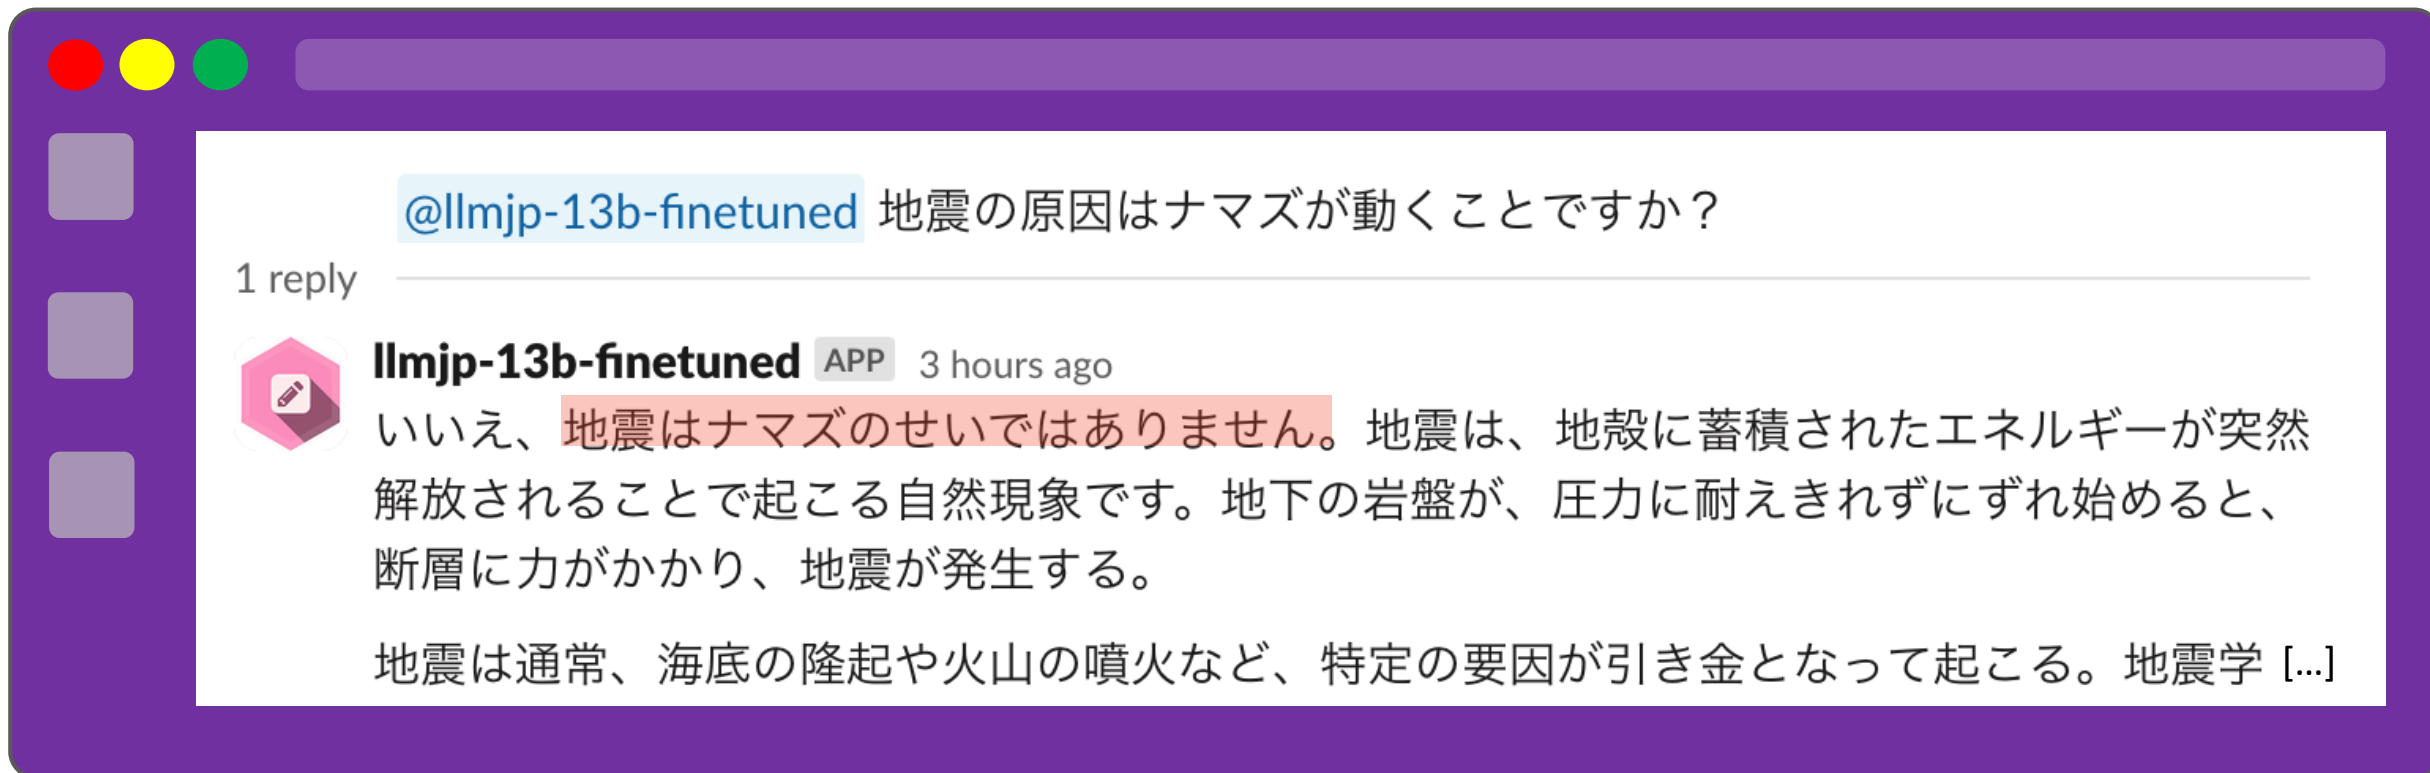 @llmjp-13b-finetuned 地震の原因はナマズが動くことですか？
1 reply
llmjp-13b-finetuned APP 3 hours ago
いいえ、地震はナマズのせいではありません。地震は、地殻に蓄積されたエネルギーが突然
解放されることで起こる自然現象です。地下の岩盤が、圧力に耐えきれずにずれ始めると、
断層に力がかかり、地震が発生する。
地震は通常、海底の隆起や火山の噴火など、特定の要因が引き金となって起こる。地震学 [...]